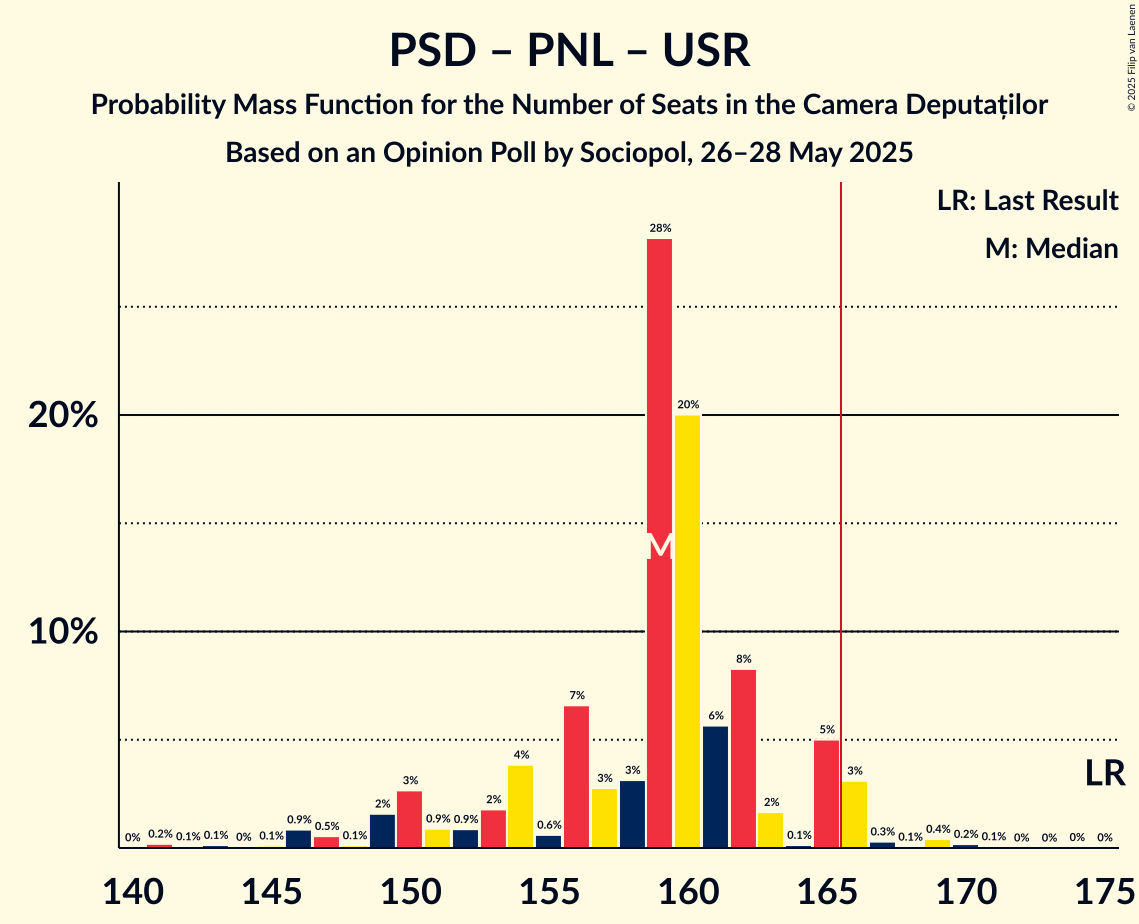 PSD – PNL – USR
Probability Mass Function for the Number of Seats in the Camera Deputaților
Based on an Opinion Poll by Sociopol, 26–28 May 2025
© 2025 Filip van Laenen
LR: Last Result
M: Median
20%
10%
0% 0.2% 0.1% 0.1% 0% 0.1% 0.9% 0.5% 0.1% 2% 3% 0.9% 0.9% 2% 4% 0.6% 7% 3% 3% 28% 20% 6% 8% 2% 0.1% 5% 3% 0.3% 0.1% 0.4% 0.2% 0.1% 0% 0% 0% 0%
M
LR
140 145 150 155 160 165 170 175